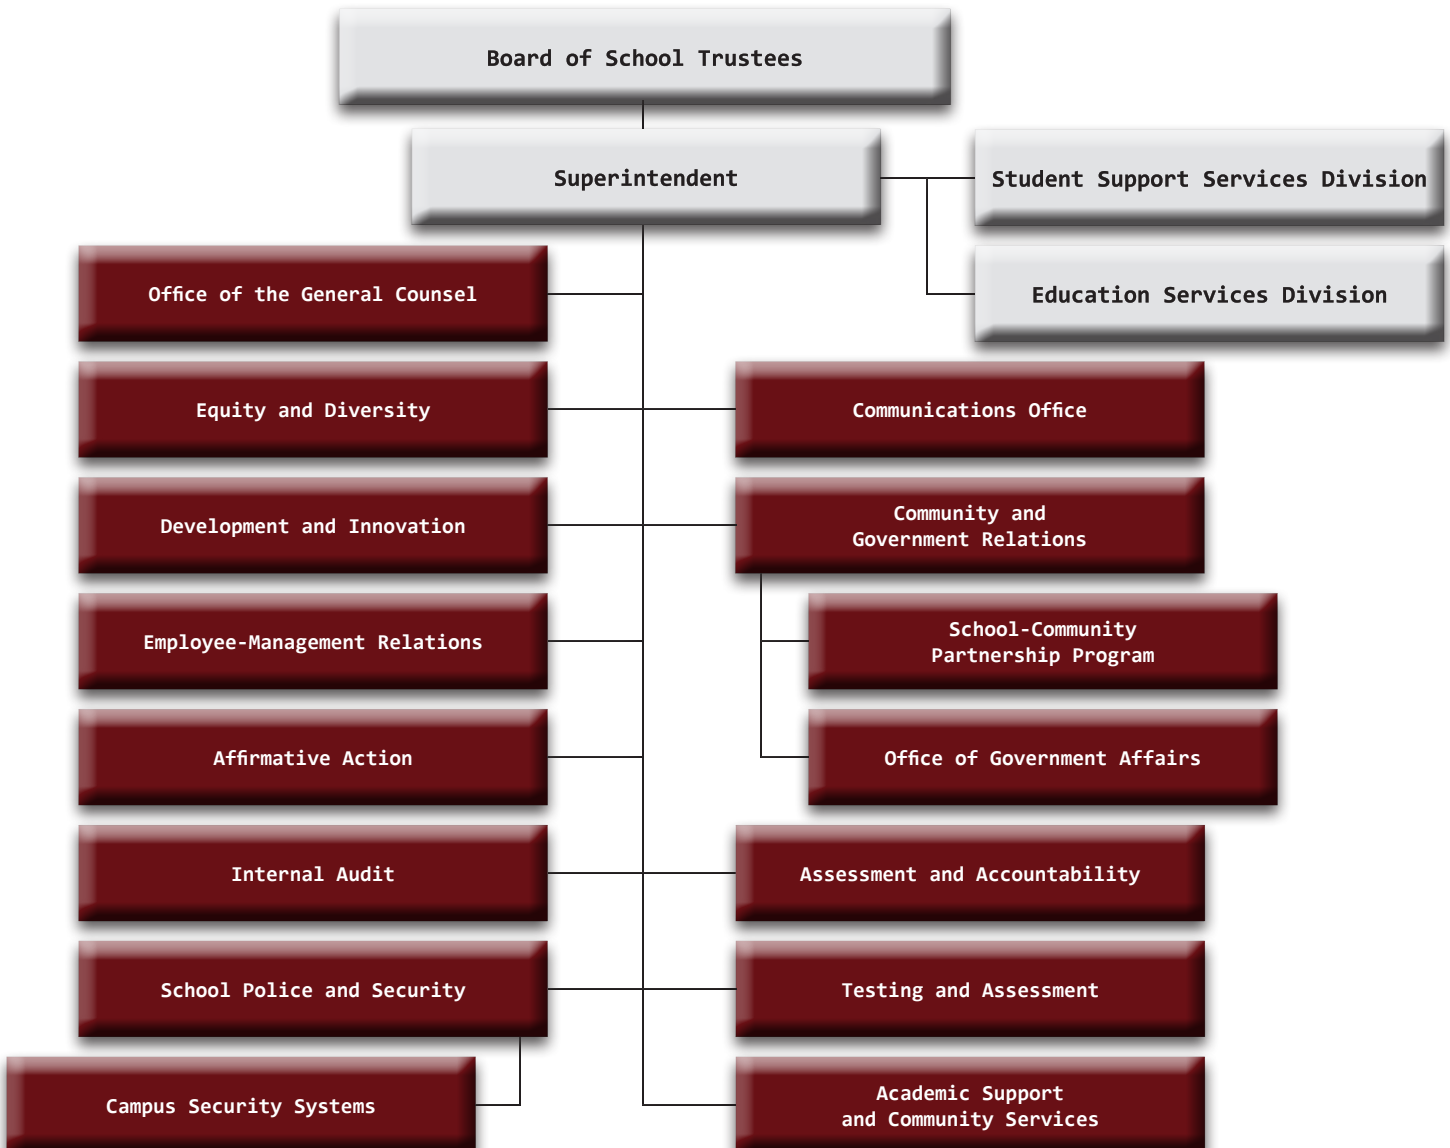 Board of School Trustees
Superintendent
Student Support Services Division
Office of the General Counsel
Education Services Division
Equity and Diversity
Communications Office
Development and Innovation
Community and
Government Relations
Employee-Management Relations
School-Community
Partnership Program
Affirmative Action
Office of Government Affairs
Internal Audit
Assessment and Accountability
School Police and Security
Testing and Assessment
Campus Security Systems
Academic Support
and Community Services